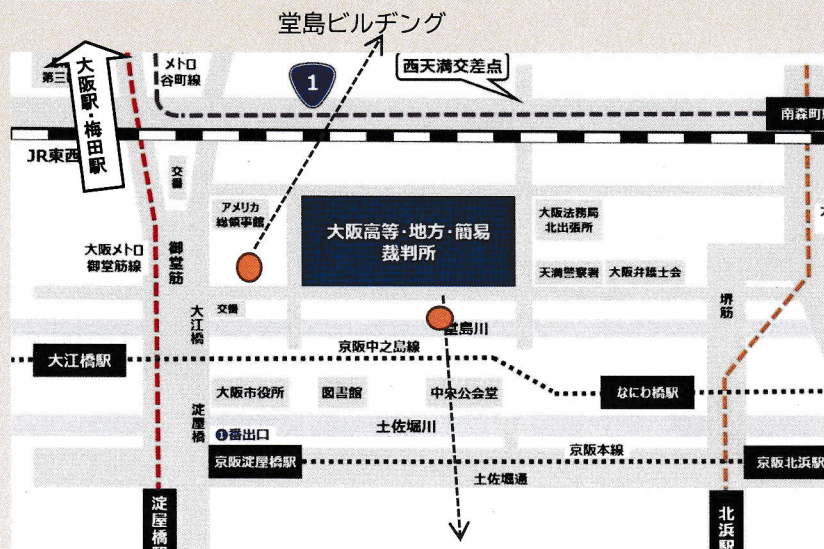 堂島ビルヂング
第三
大阪駅・梅田駅
メトロ
谷町線
1
西天満交差点
南森町
JR東西
交番
アメリカ
総領事館
大阪高等・地方・簡易
裁判所
大阪法務局
北出張所
大阪メトロ
御堂筋線
御堂筋
天満警察署
大阪弁護士会
大江橋
交番
堺筋
堂島川
大江橋駅
京阪中之島線
大阪市役所
図書館
中央公会堂
なにわ橋駅
淀屋橋
❶番出口
土佐堀川
京阪淀屋橋駅
京阪本線
京阪北浜駅
土佐堀通
淀屋橋駅
北浜駅